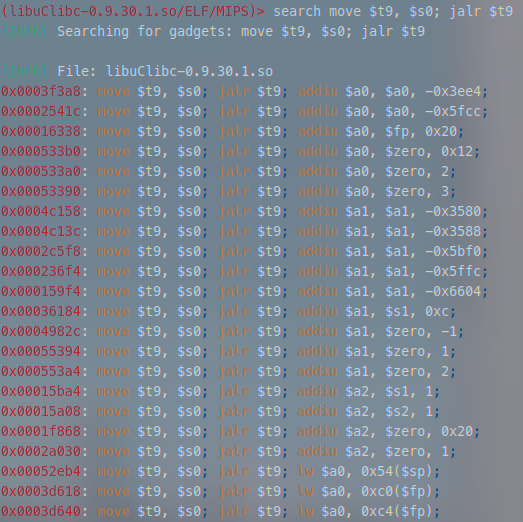 (libuClibc-0.9.30.1.so/ELF/MIPS)> search move $t9, $s0; jalr $t9
[INFO] Searching for gadgets: move $t9, $s0; jalr $t9
[INFO] File: libuClibc-0.9.30.1.so
0x0003f3a8: move $t9, $s0; jalr $t9; addiu $a0, $a0, -0x3ee4;
0x0002541c: move $t9, $s0; jalr $t9; addiu $a0, $a0, -0x5fcc;
0x00016338: move $t9, $s0; jalr $t9; addiu $a0, $fp, 0x20;
0x000533b0: move $t9, $s0; jalr $t9; addiu $a0, $zero, 0x12;
0x000533a0: move $t9, $s0; jalr $t9; addiu $a0, $zero, 2;
0x00053390: move $t9, $s0; jalr $t9; addiu $a0, $zero, 3;
0x0004c158: move $t9, $s0; jalr $t9; addiu $a1, $a1, -0x3580;
0x0004c13c: move $t9, $s0; jalr $t9; addiu $a1, $a1, -0x3588;
0x0002c5f8: move $t9, $s0; jalr $t9; addiu $a1, $a1, -0x5bf0;
0x000236f4: move $t9, $s0; jalr $t9; addiu $a1, $a1, -0x5ffc;
0x000159f4: move $t9, $s0; jalr $t9; addiu $a1, $a1, -0x6604;
0x00036184: move $t9, $s0; jalr $t9; addiu $a1, $s1, 0xc;
0x0004982c: move $t9, $s0; jalr $t9; addiu $a1, $zero, -1;
0x00055394: move $t9, $s0; jalr $t9; addiu $a1, $zero, 1;
0x000553a4: move $t9, $s0; jalr $t9; addiu $a1, $zero, 2;
0x00015ba4: move $t9, $s0; jalr $t9; addiu $a2, $s1, 1;
0x00015a08: move $t9, $s0; jalr $t9; addiu $a2, $s2, 1;
0x0001f868: move $t9, $s0; jalr $t9; addiu $a2, $zero, 0x20;
0x0002a030: move $t9, $s0; jalr $t9; addiu $a2, $zero, 1;
0x00052eb4: move $t9, $s0; jalr $t9; lw $a0, 0x54($sp);
0x0003d618: move $t9, $s0; jalr $t9; lw $a0, 0xc0($fp);
0x0003d640: move $t9, $s0; jalr $t9; lw $a0, 0xc4($fp);